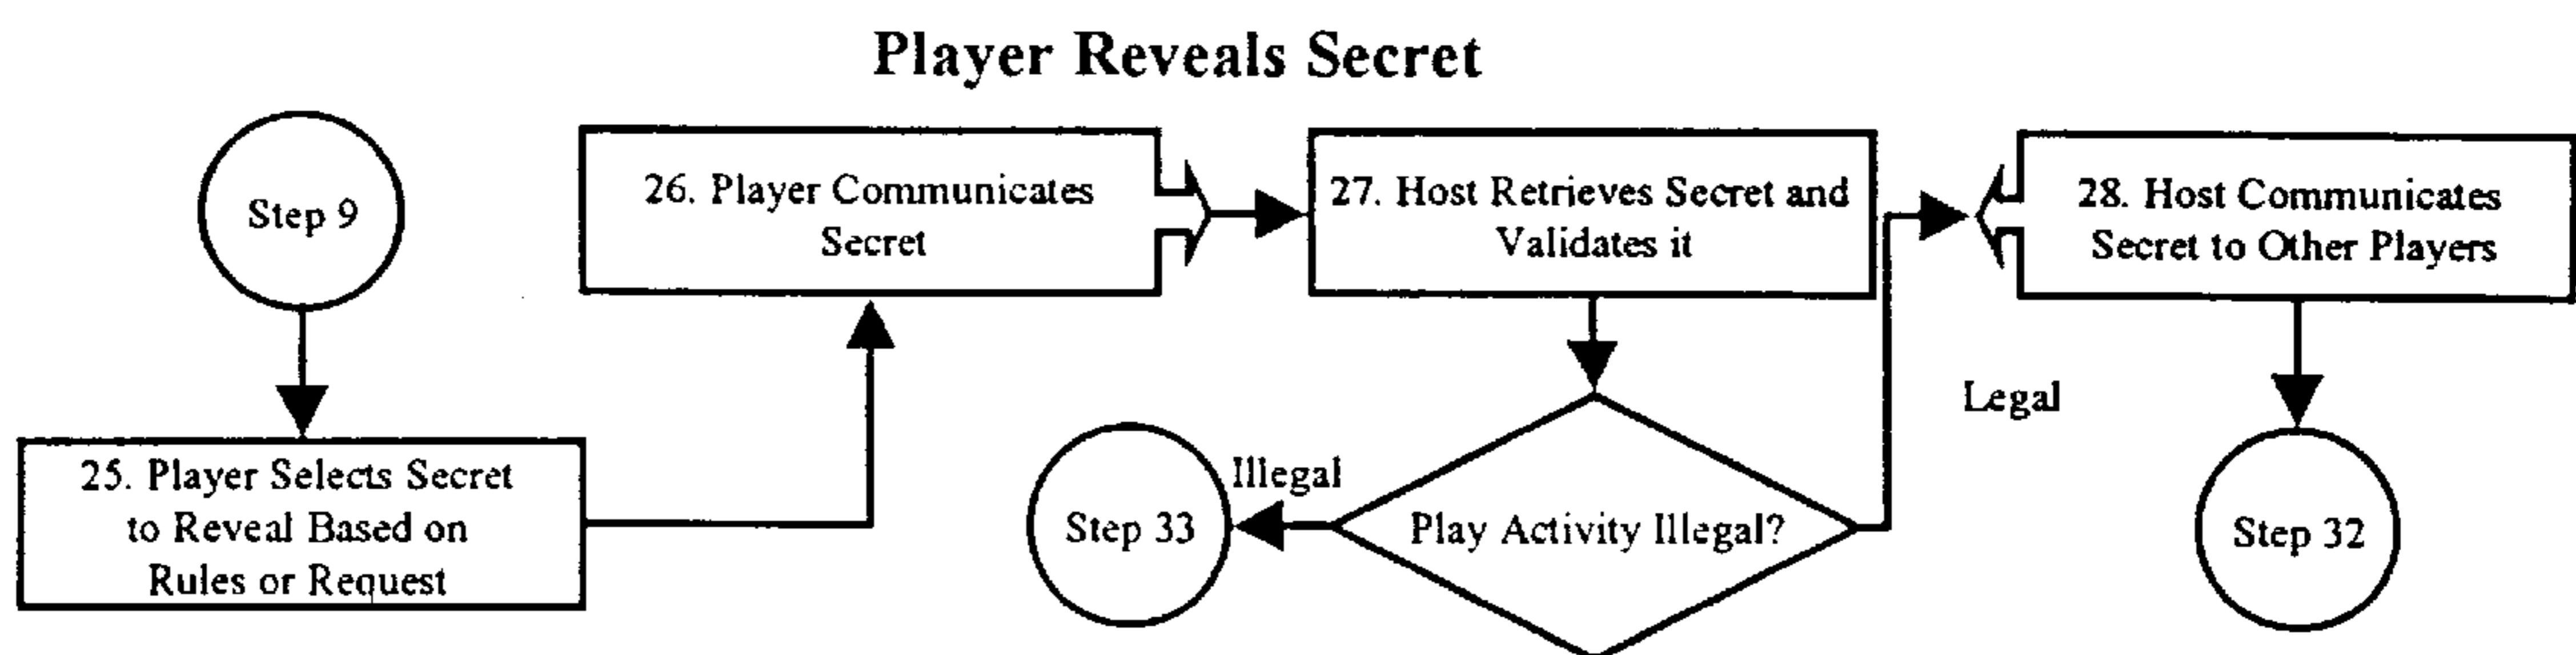 Player Reveals Secret
Step 9
25. Player Selects Secret
to Reveal Based on
Rules or Request
26. Player Communicates
Secret
27. Host Retrieves Secret and
Validates it
Play Activity Illegal?
Illegal
Step 33
Legal
28. Host Communicates
Secret to Other Players
Step 32